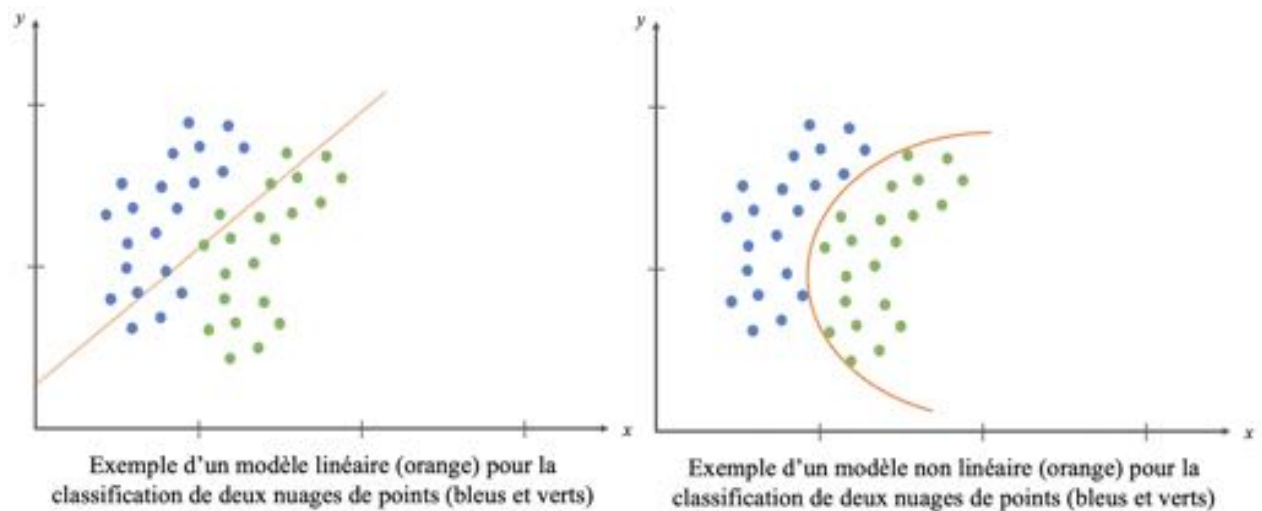 y
x
Exemple d'un modèle linéaire (orange) pour la
classification de deux nuages de points (bleus et verts)
y
x
Exemple d'un modèle non linéaire (orange) pour la
classification de deux nuages de points (bleus et verts)